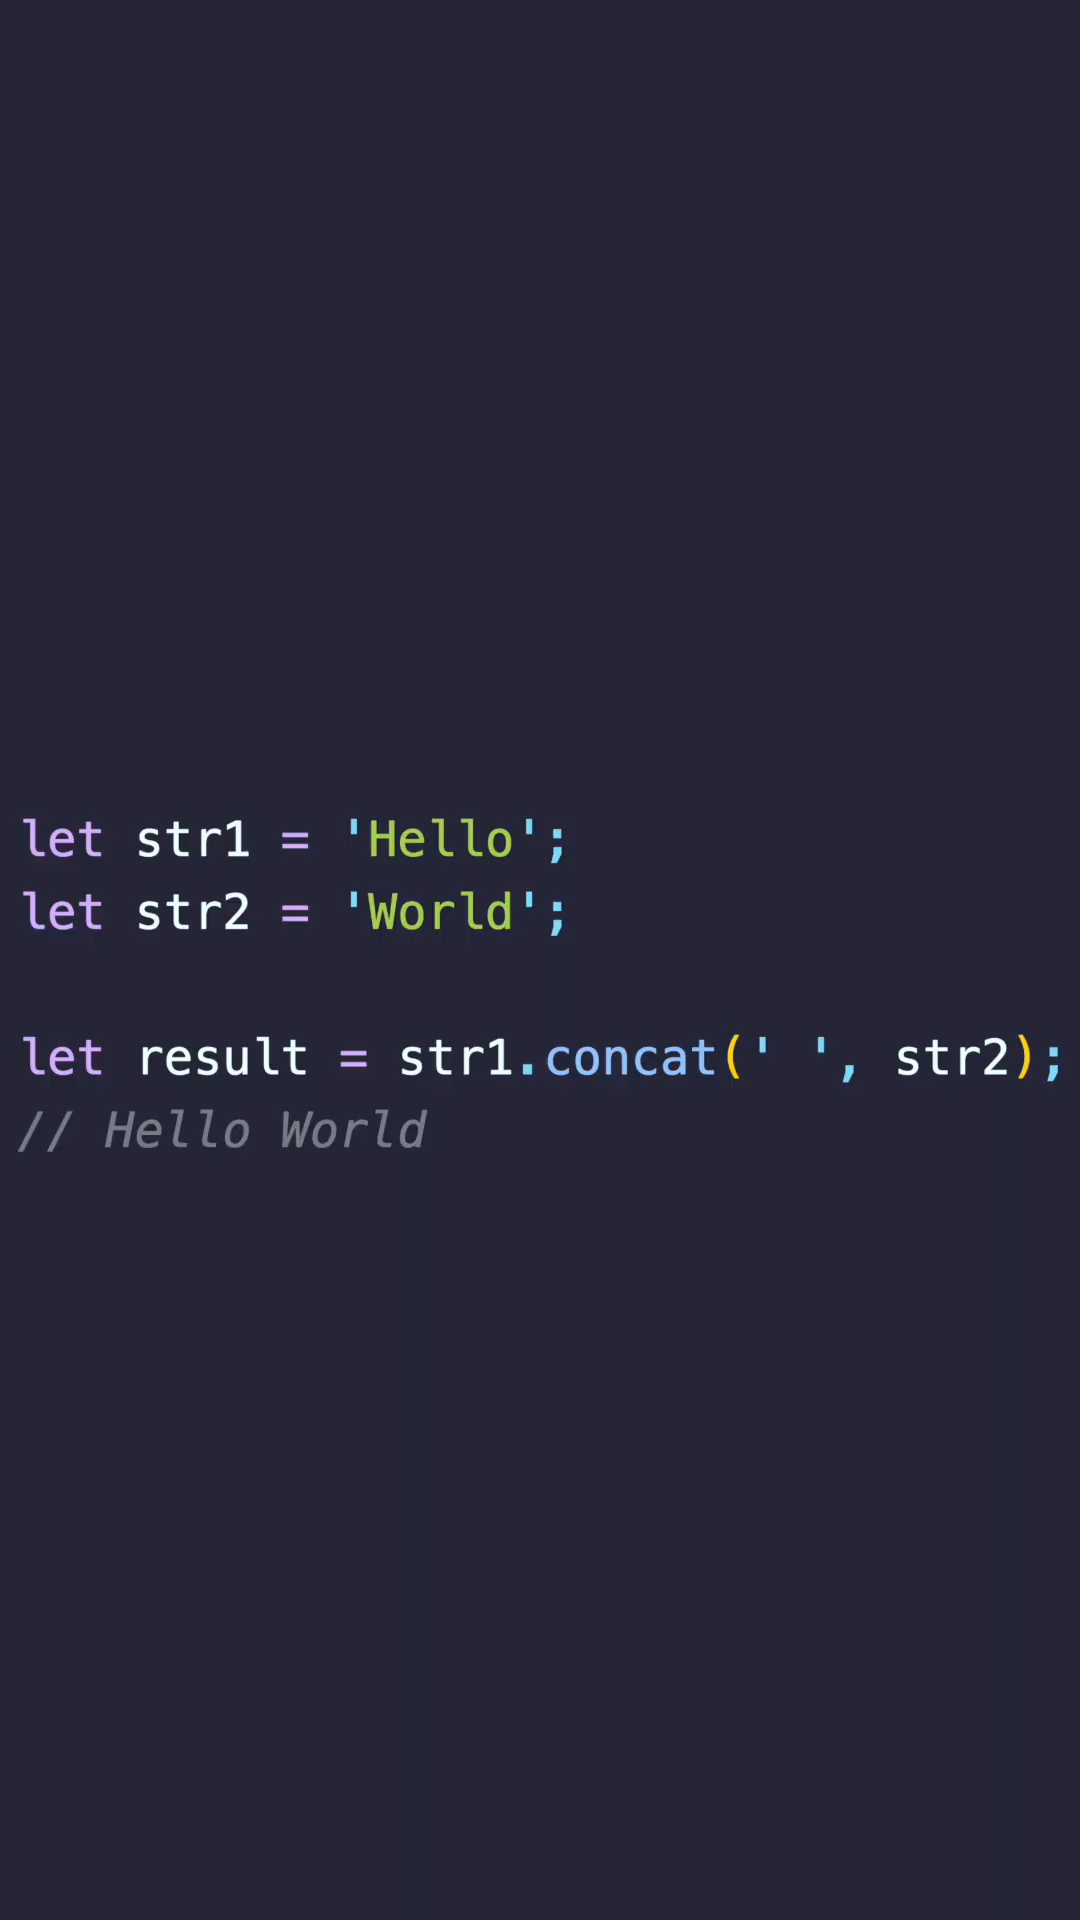 let str1 = 'Hello';
let str2 = 'World';
let result = str1.concat(' ', str2);
// Hello World